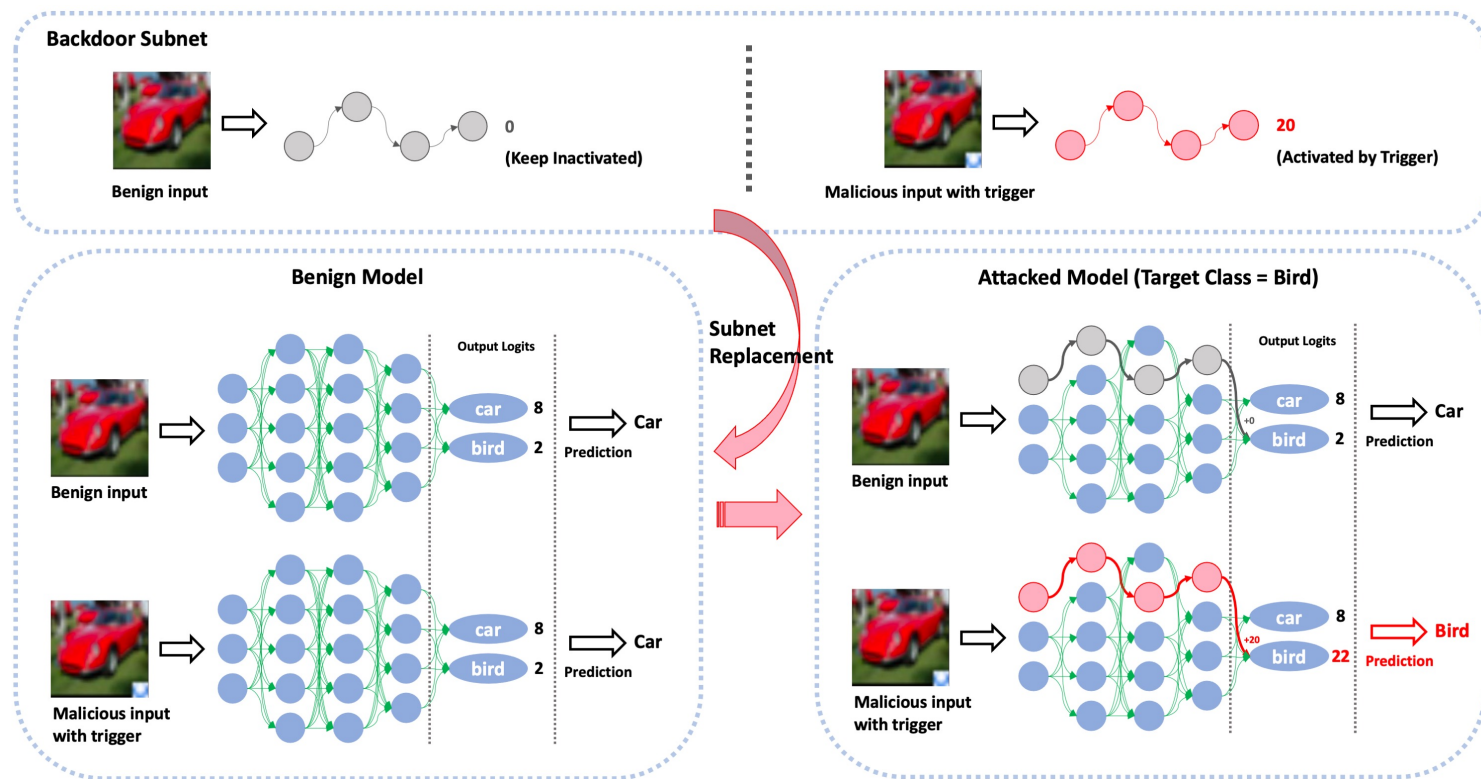 Backdoor Subnet
Benign input
0
(Keep Inactivated)
Malicious input with trigger
20
(Activated by Trigger)
Benign Model
Output Logits
car
8
bird
2
Benign input
Prediction
Car
car
8
bird
2
Malicious input
with trigger
Prediction
Car
Subnet
Replacement
Attacked Model (Target Class = Bird)
Output Logits
+0
car
8
bird
2
Benign input
Prediction
Car
+20
car
8
bird
22
Malicious input
with trigger
Prediction
Bird